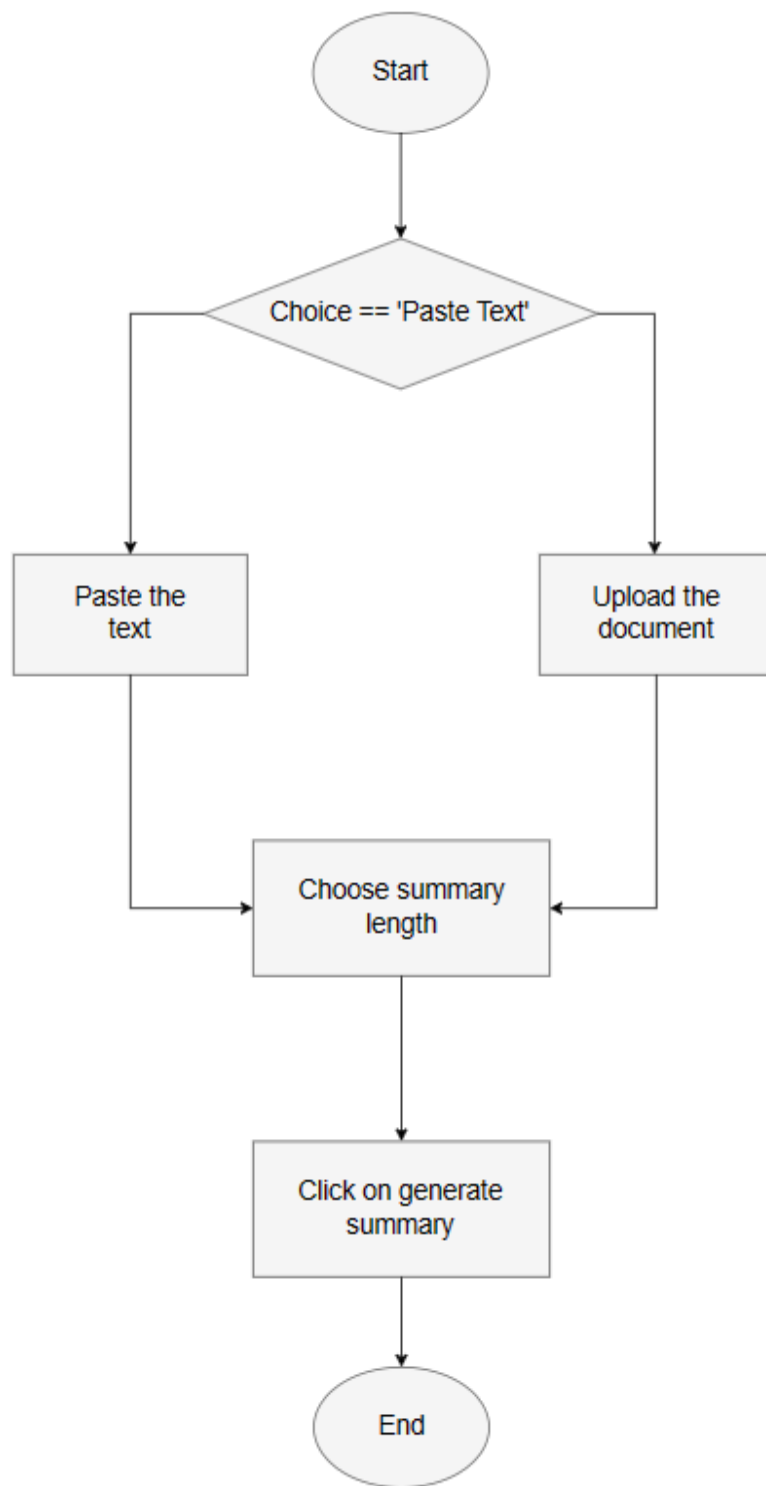 Start
Choice == 'Paste Text'
Paste the
text
Upload the
document
Choose summary
length
Click on generate
summary
End